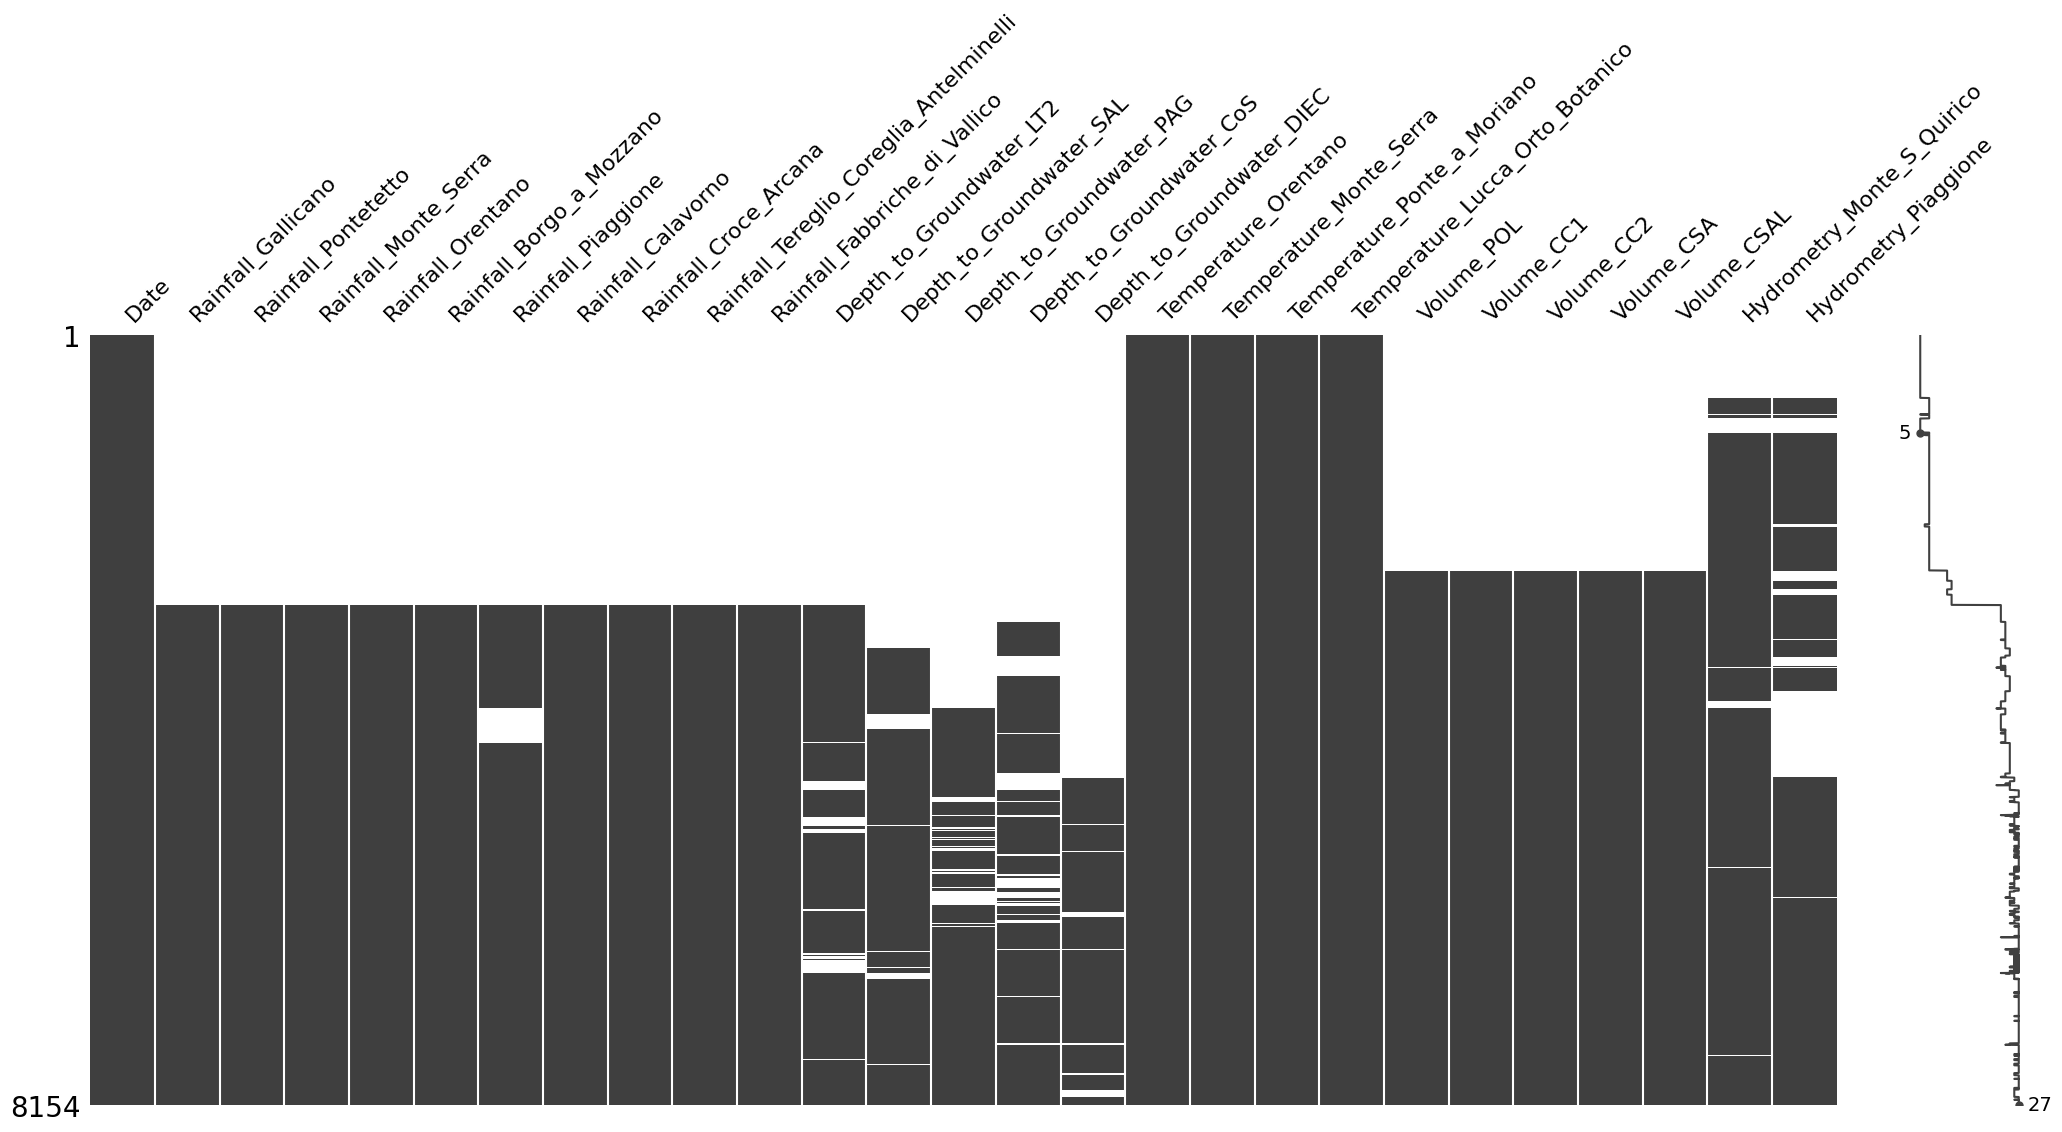 Date
Rainfall_Gallicano
Rainfall_Pontetetto
Rainfall_Monte_Serra
Rainfall_Orentano
Rainfall_Borgo_a_Mozzano
Rainfall_Piaggione
Rainfall_Calavorno
Rainfall_Croce_Arcana
Rainfall_Tereglio_Coreglia_Antelminelli
Rainfall_Fabbriche_di_Vallico
Depth_to_Groundwater_LT2
Depth_to_Groundwater_SAL
Depth_to_Groundwater_PAG
Depth_to_Groundwater_CoS
Depth_to_Groundwater_DIEC
Temperature_Orentano
Temperature_Monte_Serra
Temperature_Ponte_a_Moriano
Temperature_Lucca_Orto_Botanico
Volume_POL
Volume_CC1
Volume_CC2
Volume_CSA
Volume_CSAL
Hydrometry_Monte_S_Quirico
Hydrometry_Piaggione
1
5
8154
27